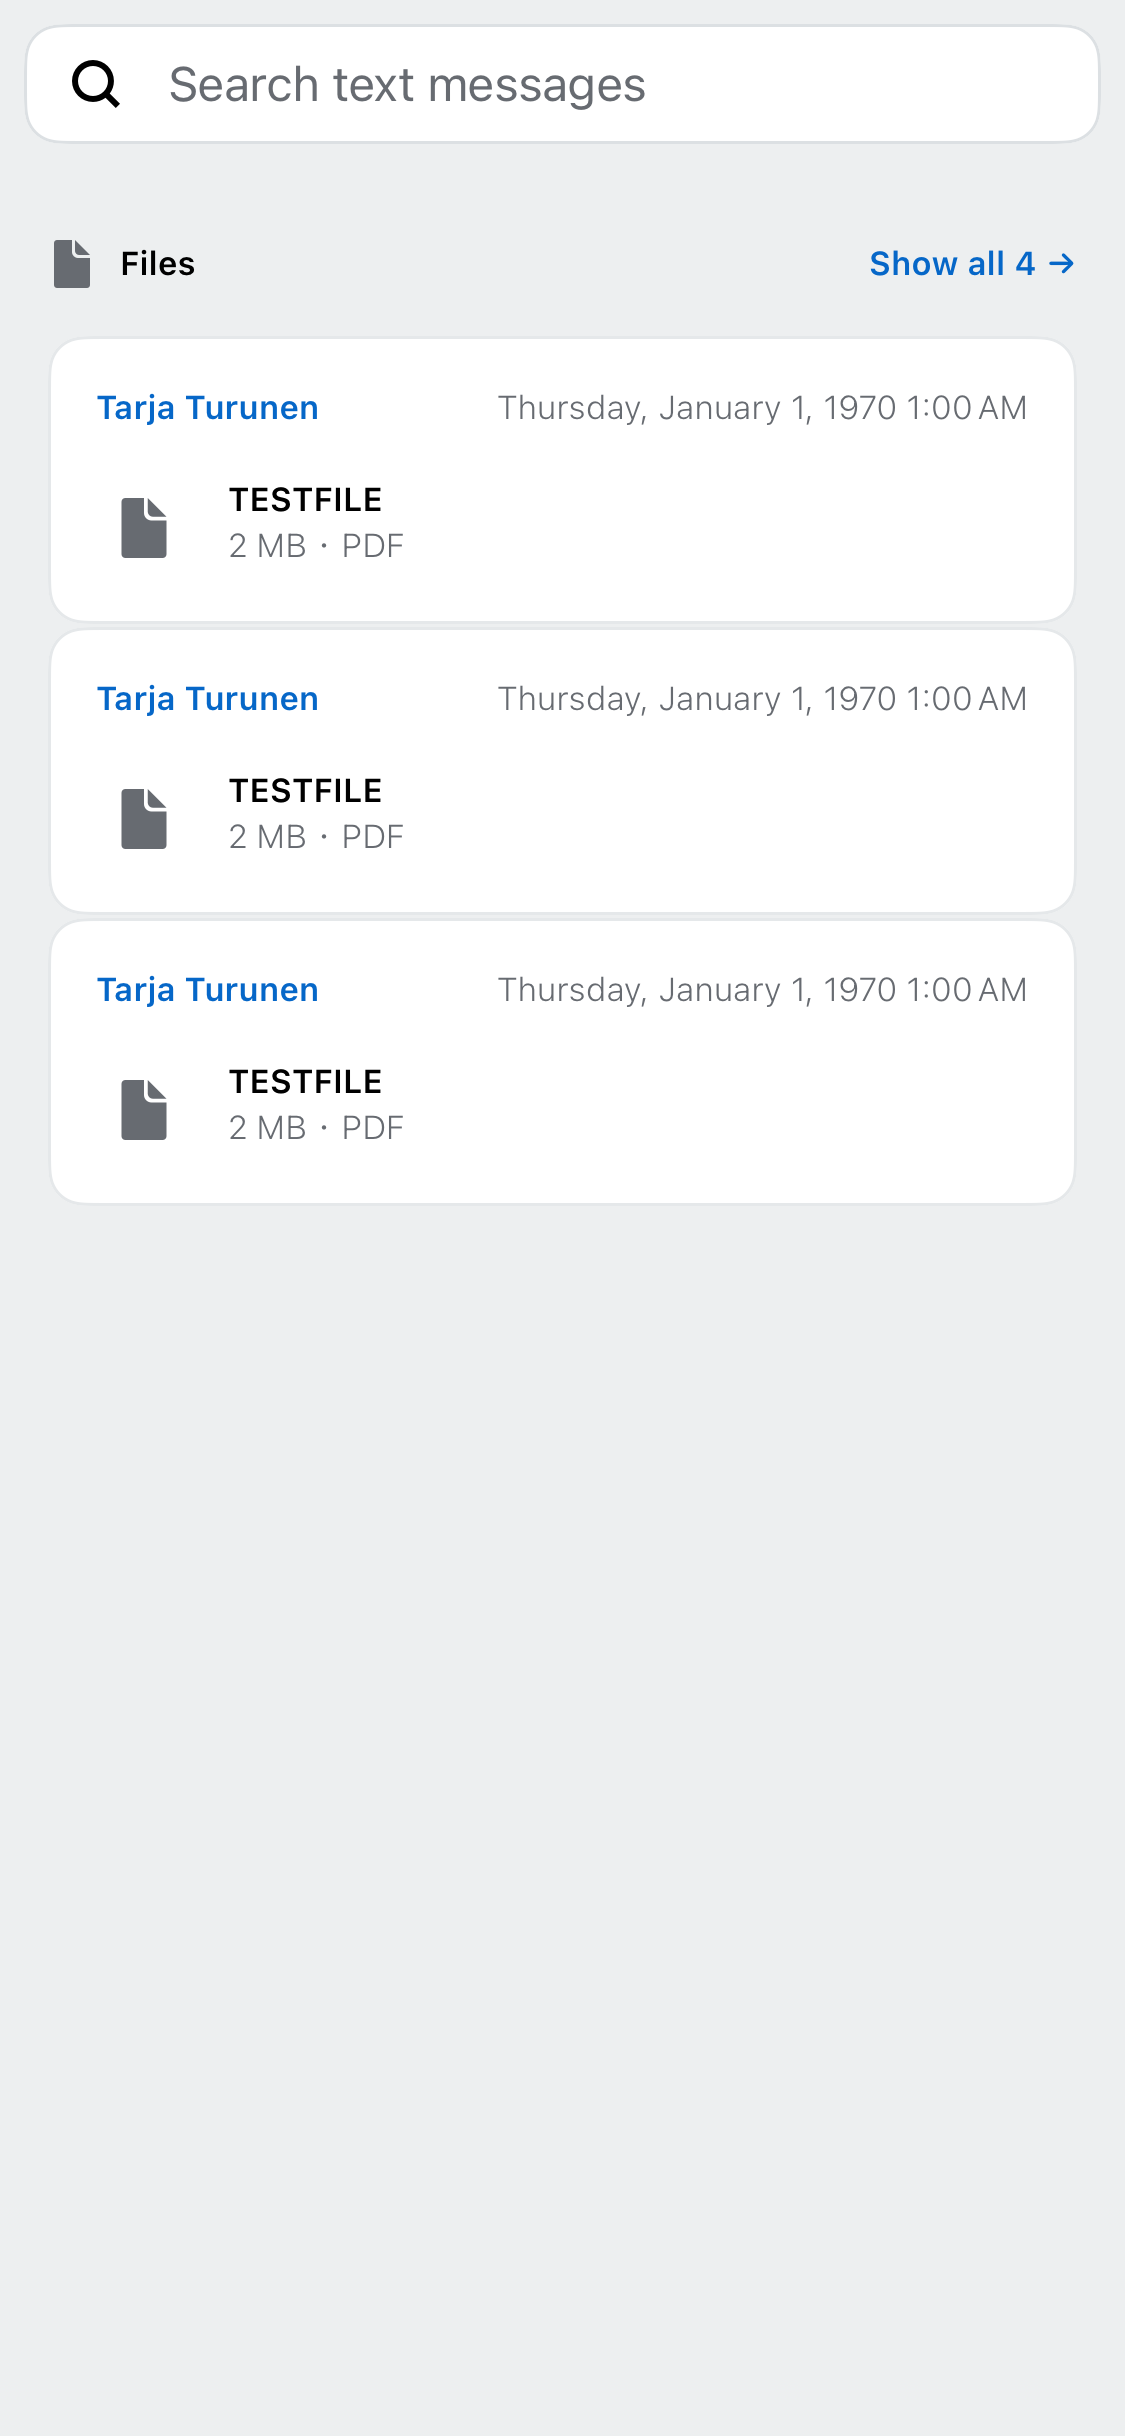 Search text messages
Files
Show all 4 →
Tarja Turunen
Thursday, January 1, 1970 1:00 AM
TESTFILE
2 MB · PDF
Tarja Turunen
Thursday, January 1, 1970 1:00 AM
TESTFILE
2 MB · PDF
Tarja Turunen
Thursday, January 1, 1970 1:00 AM
TESTFILE
2 MB · PDF